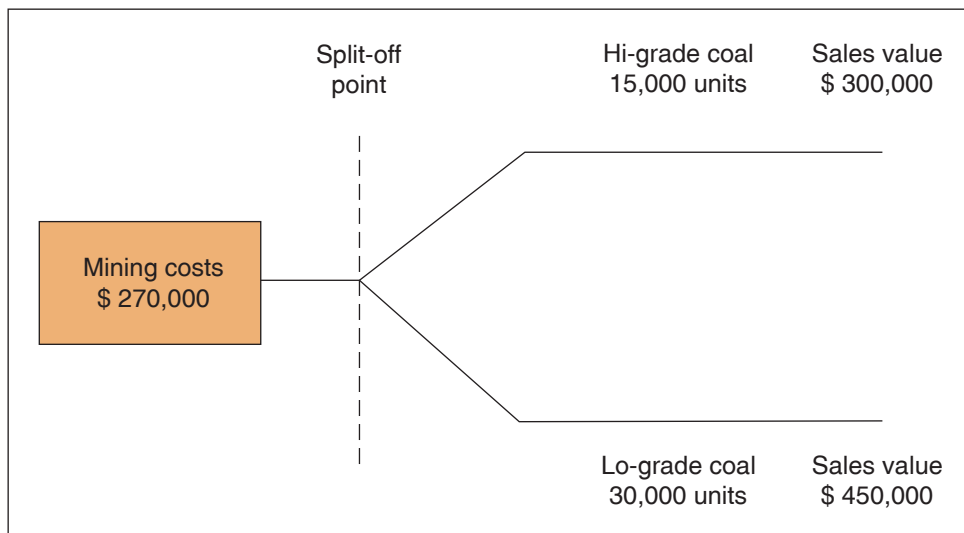 Split-off
point
Hi-grade coal
15,000 units
Sales value
$ 300,000
Mining costs
$ 270,000
Lo-grade coal
30,000 units
Sales value
$ 450,000